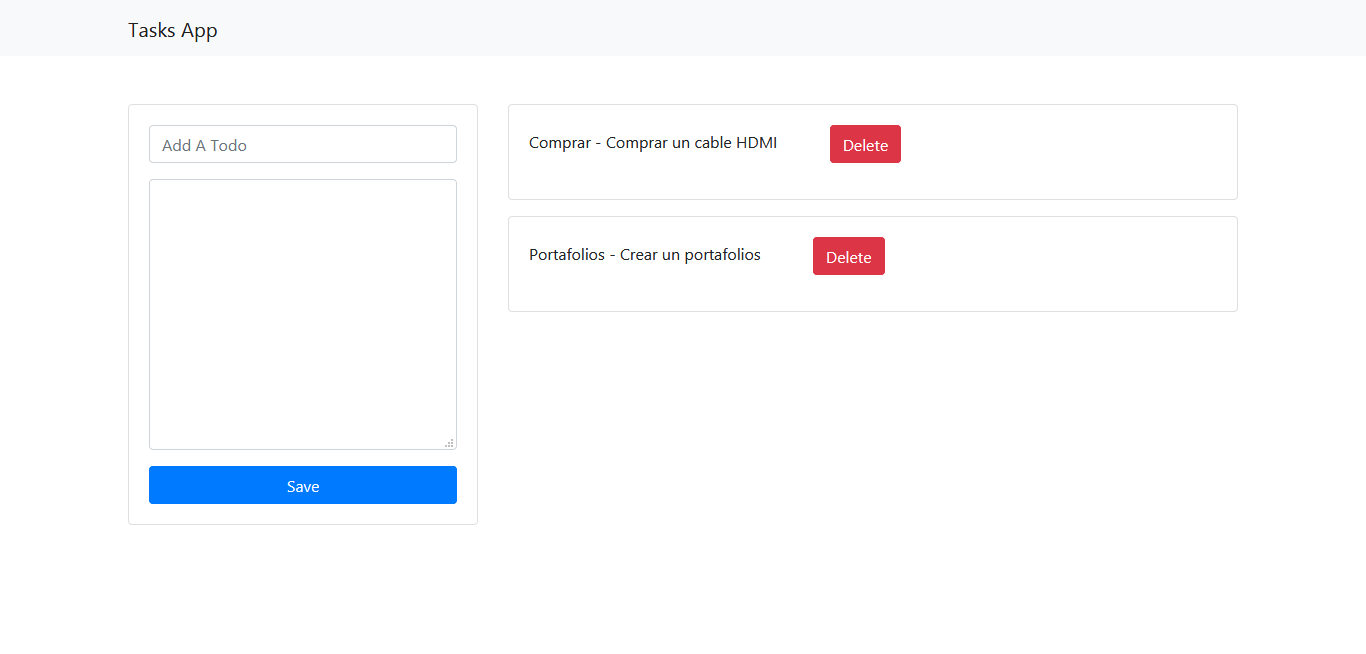 Tasks App
Add A Todo
Save
Comprar - Comprar un cable HDMI Delete
Portafolios - Crear un portafolios Delete